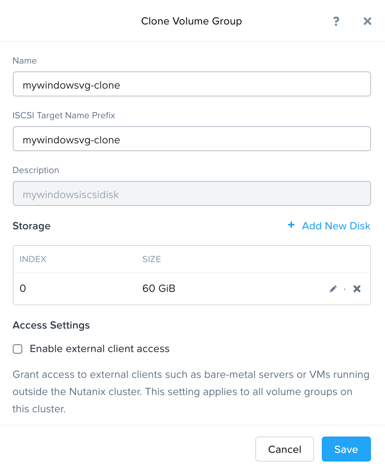 Clone Volume Group
?
Name
mywindowsvg-clone
ISCSI Target Name Prefix
mywindowsvg-clone
Description
mywindowsiscsidisk
Storage
+ Add New Disk
INDEX SIZE
0 60 GiB
Access Settings
Enable external client access
Grant access to external clients such as bare-metal servers or VMs running
outside the Nutanix cluster. This setting applies to all volume groups on
this cluster.
Cancel Save